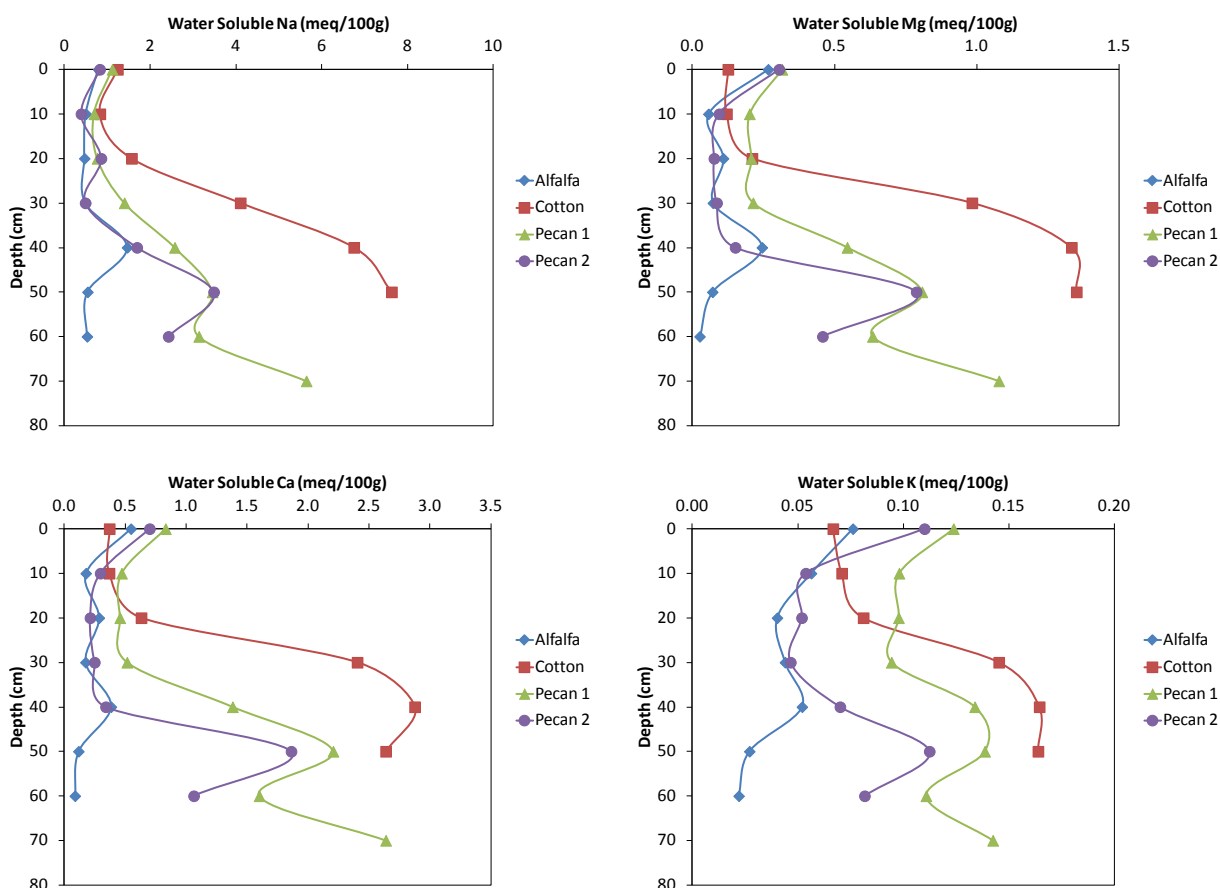 Water Soluble Na (meq/100g)
0 2 4 6 8 10
0
10
20
30
40
50
60
70
80
Depth (cm)
Alfalfa
Cotton
Pecan 1
Pecan 2
Water Soluble Mg (meq/100g)
0.0 0.5 1.0 1.5
0
10
20
30
40
50
60
70
80
Depth (cm)
Alfalfa
Cotton
Pecan 1
Pecan 2
Water Soluble Ca (meq/100g)
0.0 0.5 1.0 1.5 2.0 2.5 3.0 3.5
0
10
20
30
40
50
60
70
80
Depth (cm)
Alfalfa
Cotton
Pecan 1
Pecan 2
Water Soluble K (meq/100g)
0.00 0.05 0.10 0.15 0.20
0
10
20
30
40
50
60
70
80
Depth (cm)
Alfalfa
Cotton
Pecan 1
Pecan 2